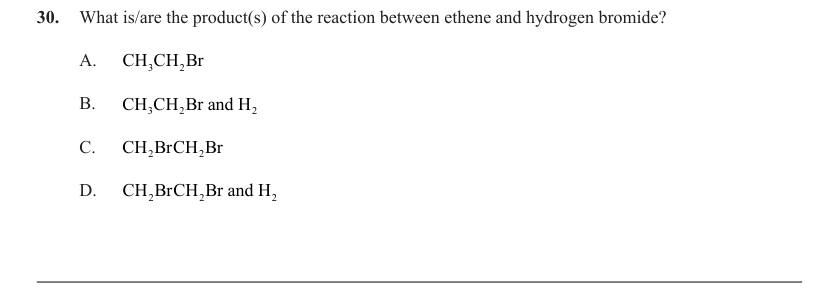 30. What is/are the product(s) of the reaction between ethene and hydrogen bromide?
A. CH₃CH₂Br
B. CH₃CH₂Br and H₂
C. CH₂BrCH₂Br
D. CH₂BrCH₂Br and H₂